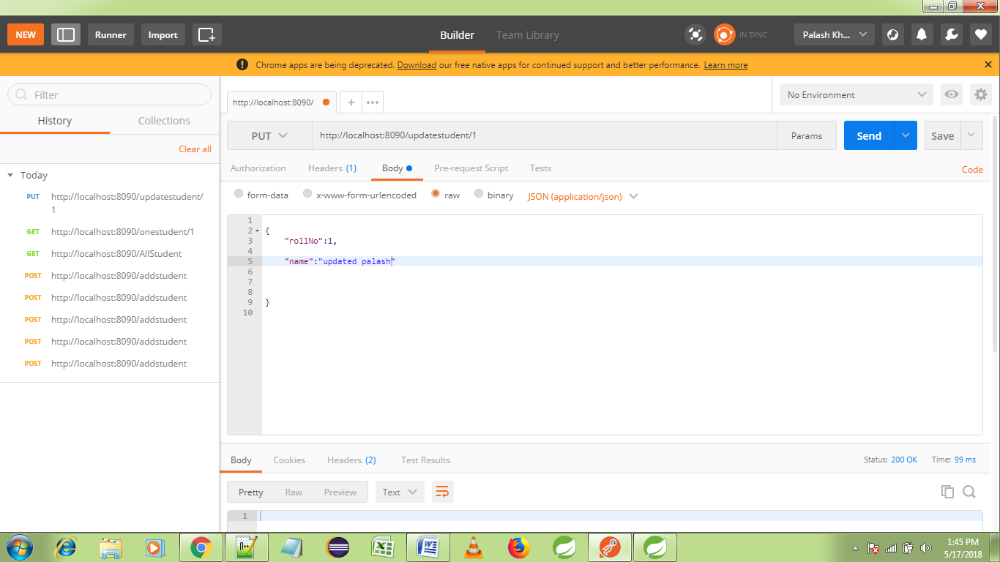 NEW
Runner
Import
Builder
Team Library
IN SYNC
Palash Kh...
! Chrome apps are being deprecated. Download our free native apps for continued support and better performance. Learn more
Filter
History
Collections
Clear all
Today
PUT http://localhost:8090/updatestudent/
1
GET http://localhost:8090/onestudent/1
GET http://localhost:8090/AllStudent
POST http://localhost:8090/addstudent
POST http://localhost:8090/addstudent
POST http://localhost:8090/addstudent
POST http://localhost:8090/addstudent
POST http://localhost:8090/addstudent
http://localhost:8090/
No Environment
PUT
http://localhost:8090/updatestudent/1
Params
Send
Save
Authorization
Headers (1)
Body
Pre-request Script
Tests
Code
form-data
x-www-form-urlencoded
raw
binary
JSON (application/json)
1
2 {
3 "rollNo":1,
4
5 "name":"updated palash"
6
7
8
9 }
10
Body
Cookies
Headers (2)
Test Results
Status: 200 OK
Time: 99 ms
Pretty
Raw
Preview
Text
1
1:45 PM
5/17/2018